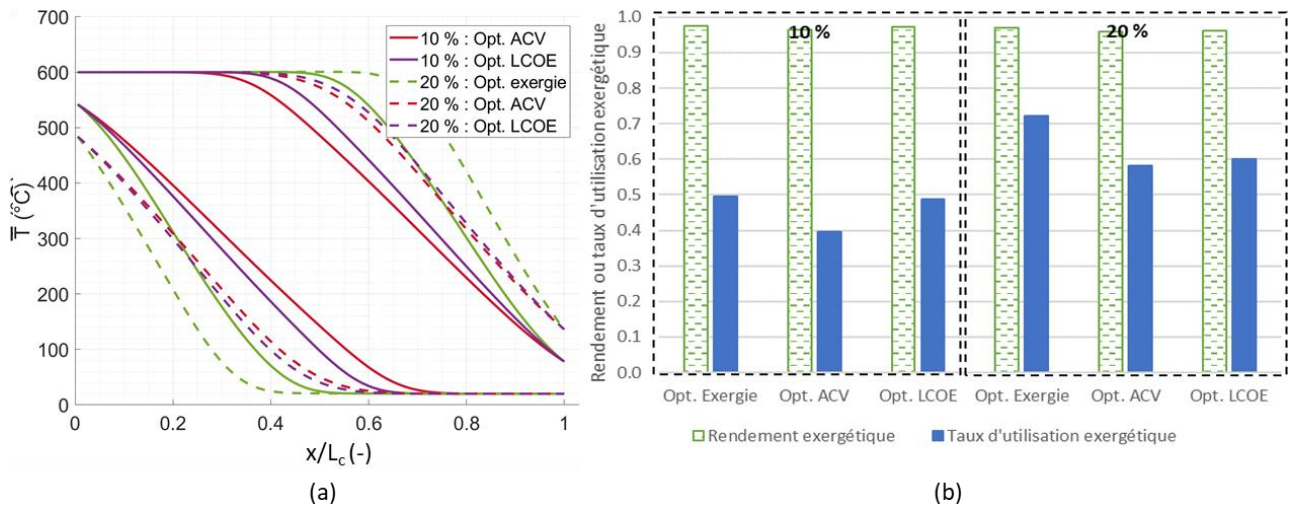 700
600
500
400
300
200
100
0
T (°C)
0
0.2
0.4
0.6
0.8
1
x/Lc (-)
10 % : Opt. ACV
10 % : Opt. LCOE
20 % : Opt. exergie
20 % : Opt. ACV
20 % : Opt. LCOE
(a)
Rendement ou taux d'utilisation exergétique
1.0
0.9
0.8
0.7
0.6
0.5
0.4
0.3
0.2
0.1
0.0
10 %
20 %
Opt. Exergie
Opt. ACV
Opt. LCOE
Opt. Exergie
Opt. ACV
Opt. LCOE
Rendement exergétique
Taux d'utilisation exergétique
(b)